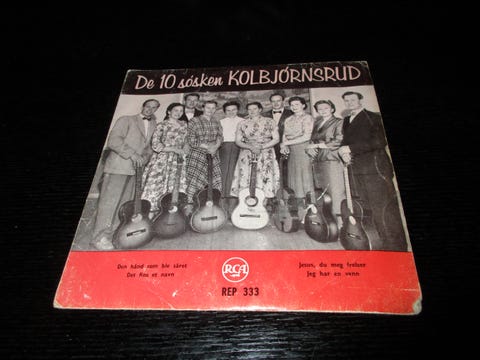 De 10 søsken KOLBJØRNSRUD
Den hånd som ble såret
Det fins et navn
RCA
REP 333
Jesus, du meg frelser
Jeg har en venn